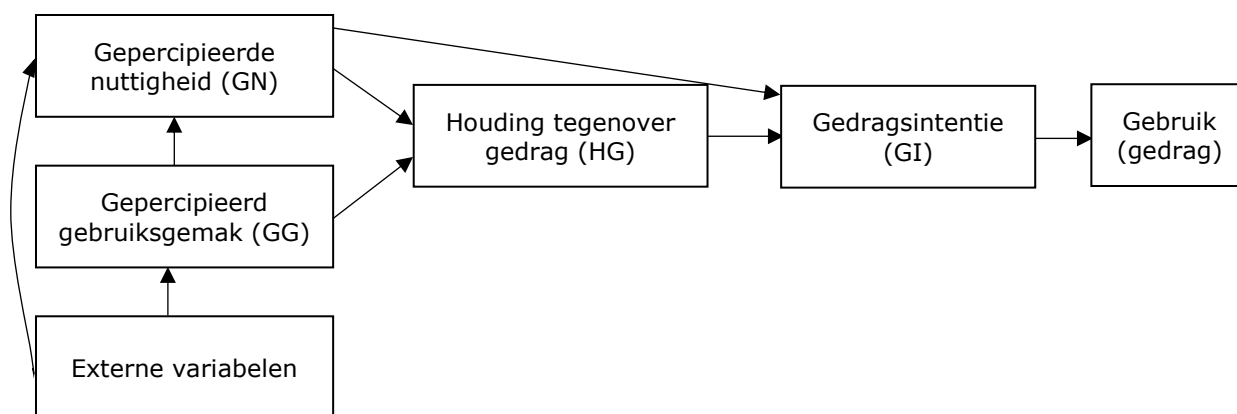 Gepercipieerde
nuttigheid (GN)
Houding tegenover
gedrag (HG)
Gedragsintentie
(GI)
Gebruik
(gedrag)
Gepercipieerd
gebruiksgemak (GG)
Externe variabelen